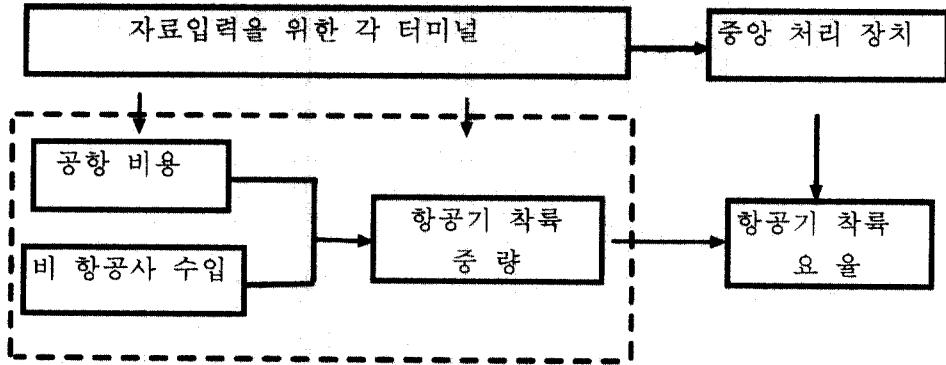 자료입력을 위한 각 터미널
중앙 처리 장치
공항 비용
비 항공사 수입
항공기 착륙
중 량
항공기 착륙
요 율